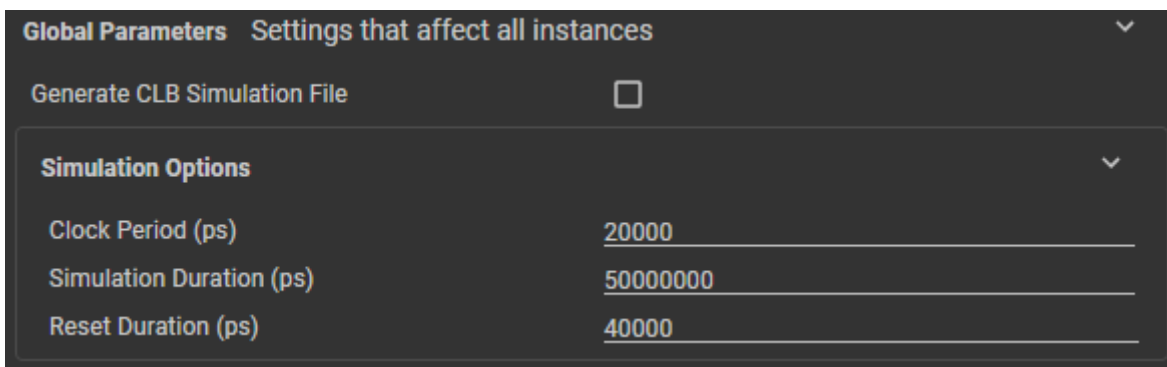 Global Parameters Settings that affect all instances
Generate CLB Simulation File
Simulation Options
Clock Period (ps) 20000
Simulation Duration (ps) 50000000
Reset Duration (ps) 40000